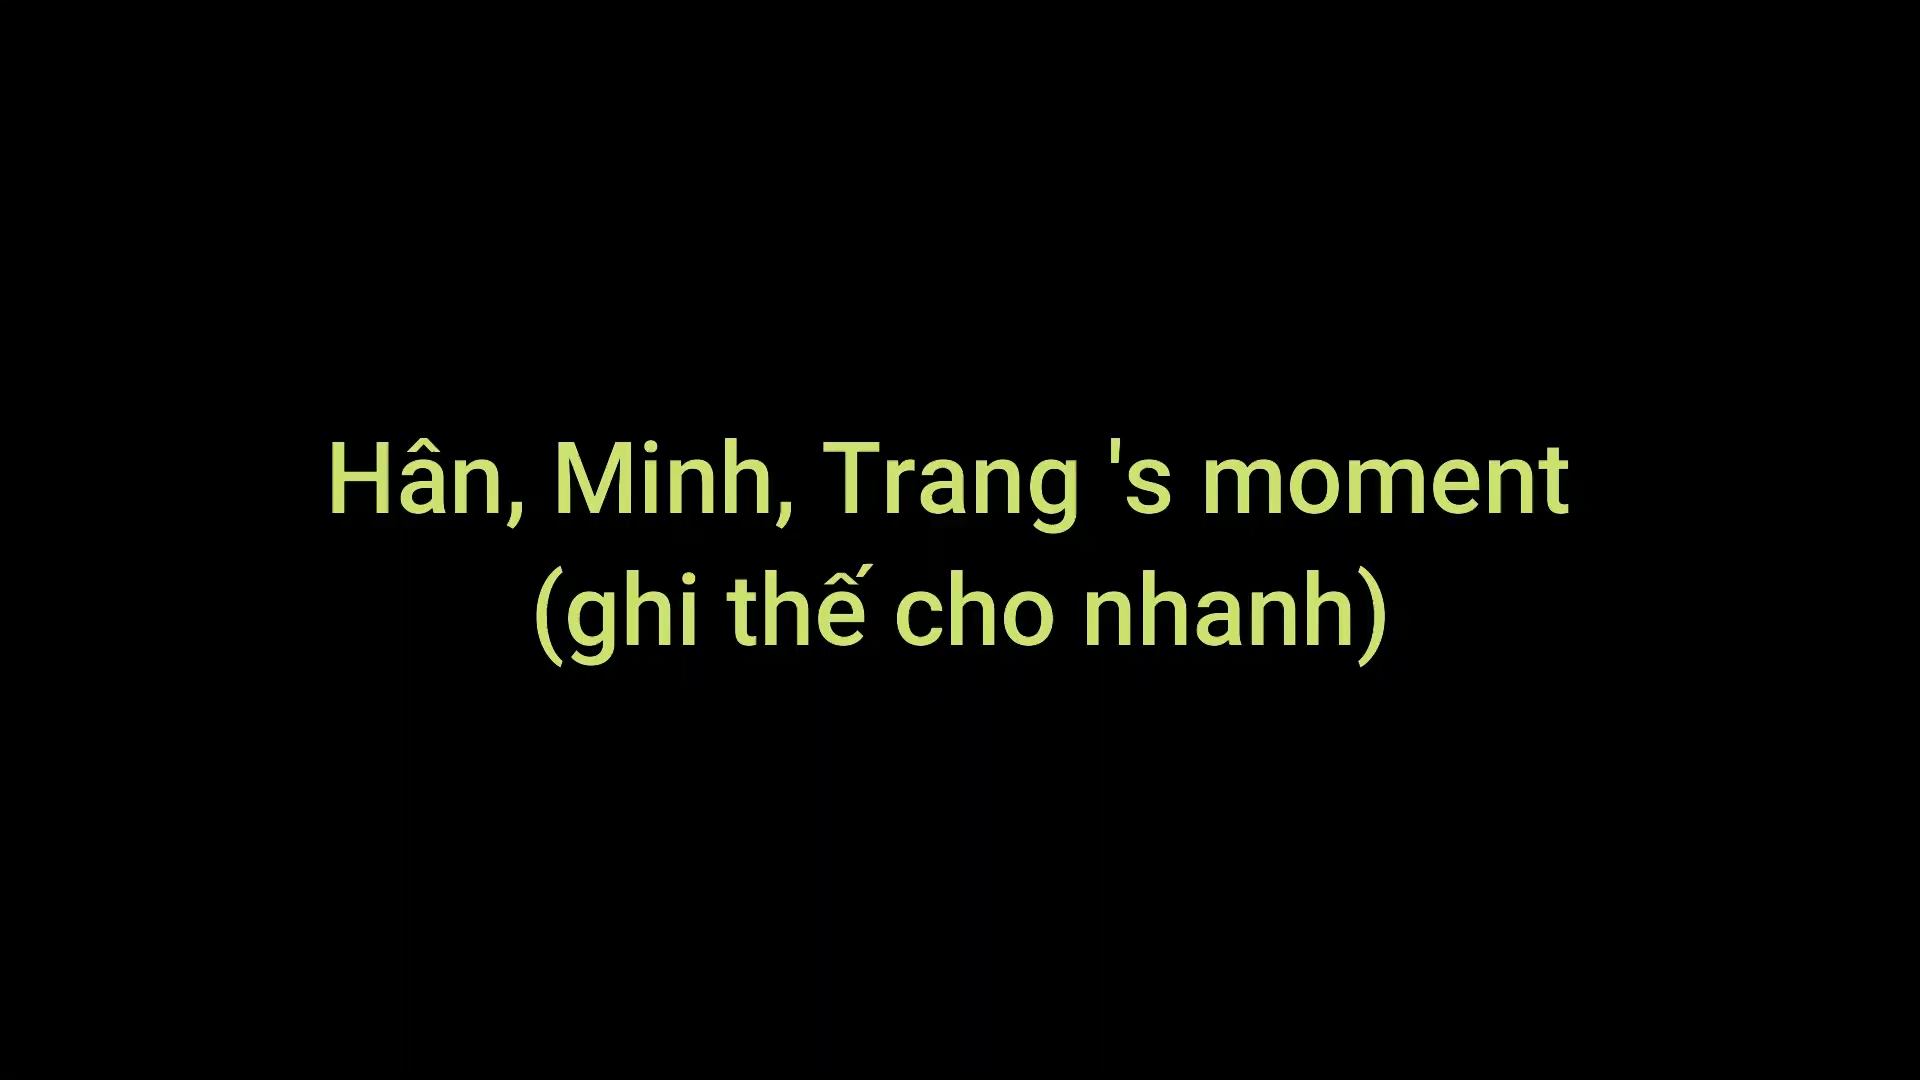 Hân, Minh, Trang 's moment
(ghi thế cho nhanh)